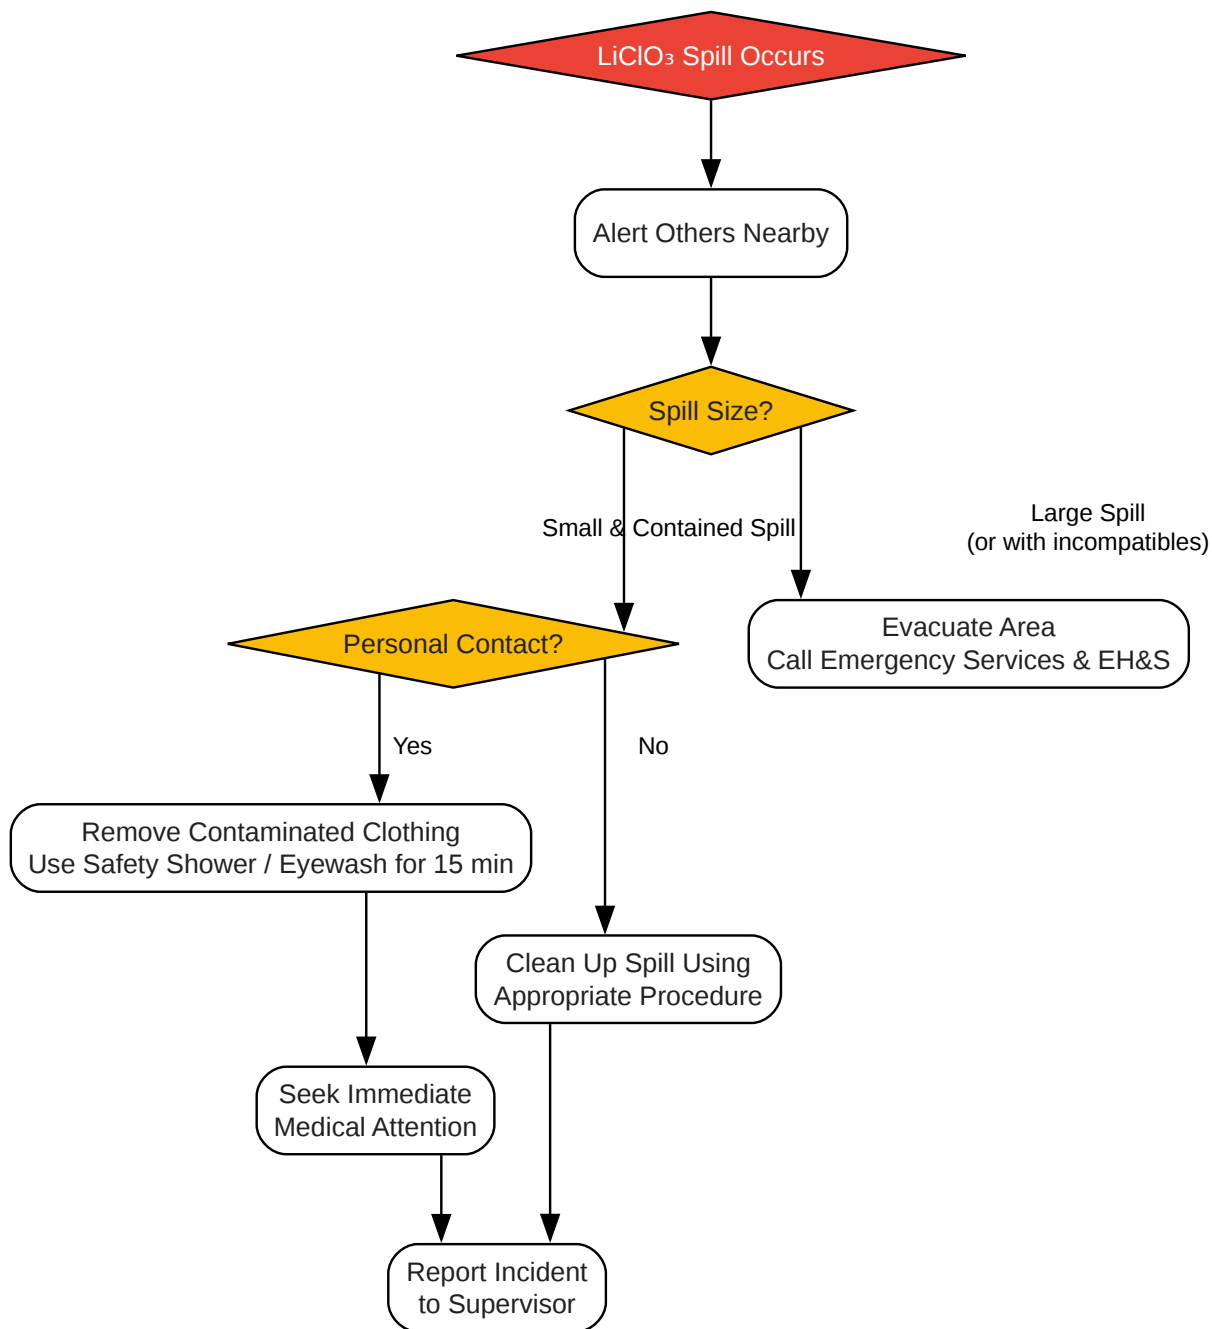 LiClO₃ Spill Occurs
Alert Others Nearby
Spill Size?
Small & Contained Spill
Large Spill
(or with incompatibles)
Personal Contact?
Evacuate Area
Call Emergency Services & EH&S
Yes
No
Remove Contaminated Clothing
Use Safety Shower / Eyewash for 15 min
Clean Up Spill Using
Appropriate Procedure
Seek Immediate
Medical Attention
Report Incident
to Supervisor